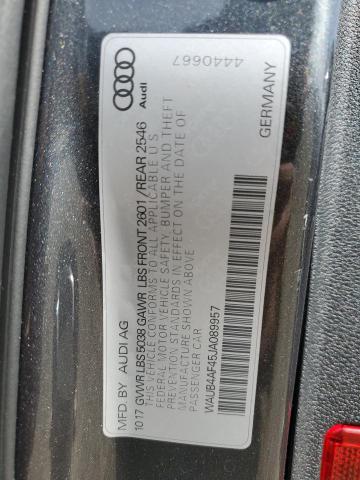 MFD. BY AUDI AG
Audi
1017 GVWR LBS 5038 GAWR LBS FRONT 2601 /REAR 2546
THIS VEHICLE CONFORMS TO ALL APPLICABLE U S
FEDERAL MOTOR VEHICLE SAFETY, BUMPER AND THEFT
PREVENTION STANDARDS IN EFFECT ON THE DATE OF
MANUFACTURE SHOWN ABOVE
PASSENGER CAR
4440667
WAUB4AF45JA089957
GERMANY